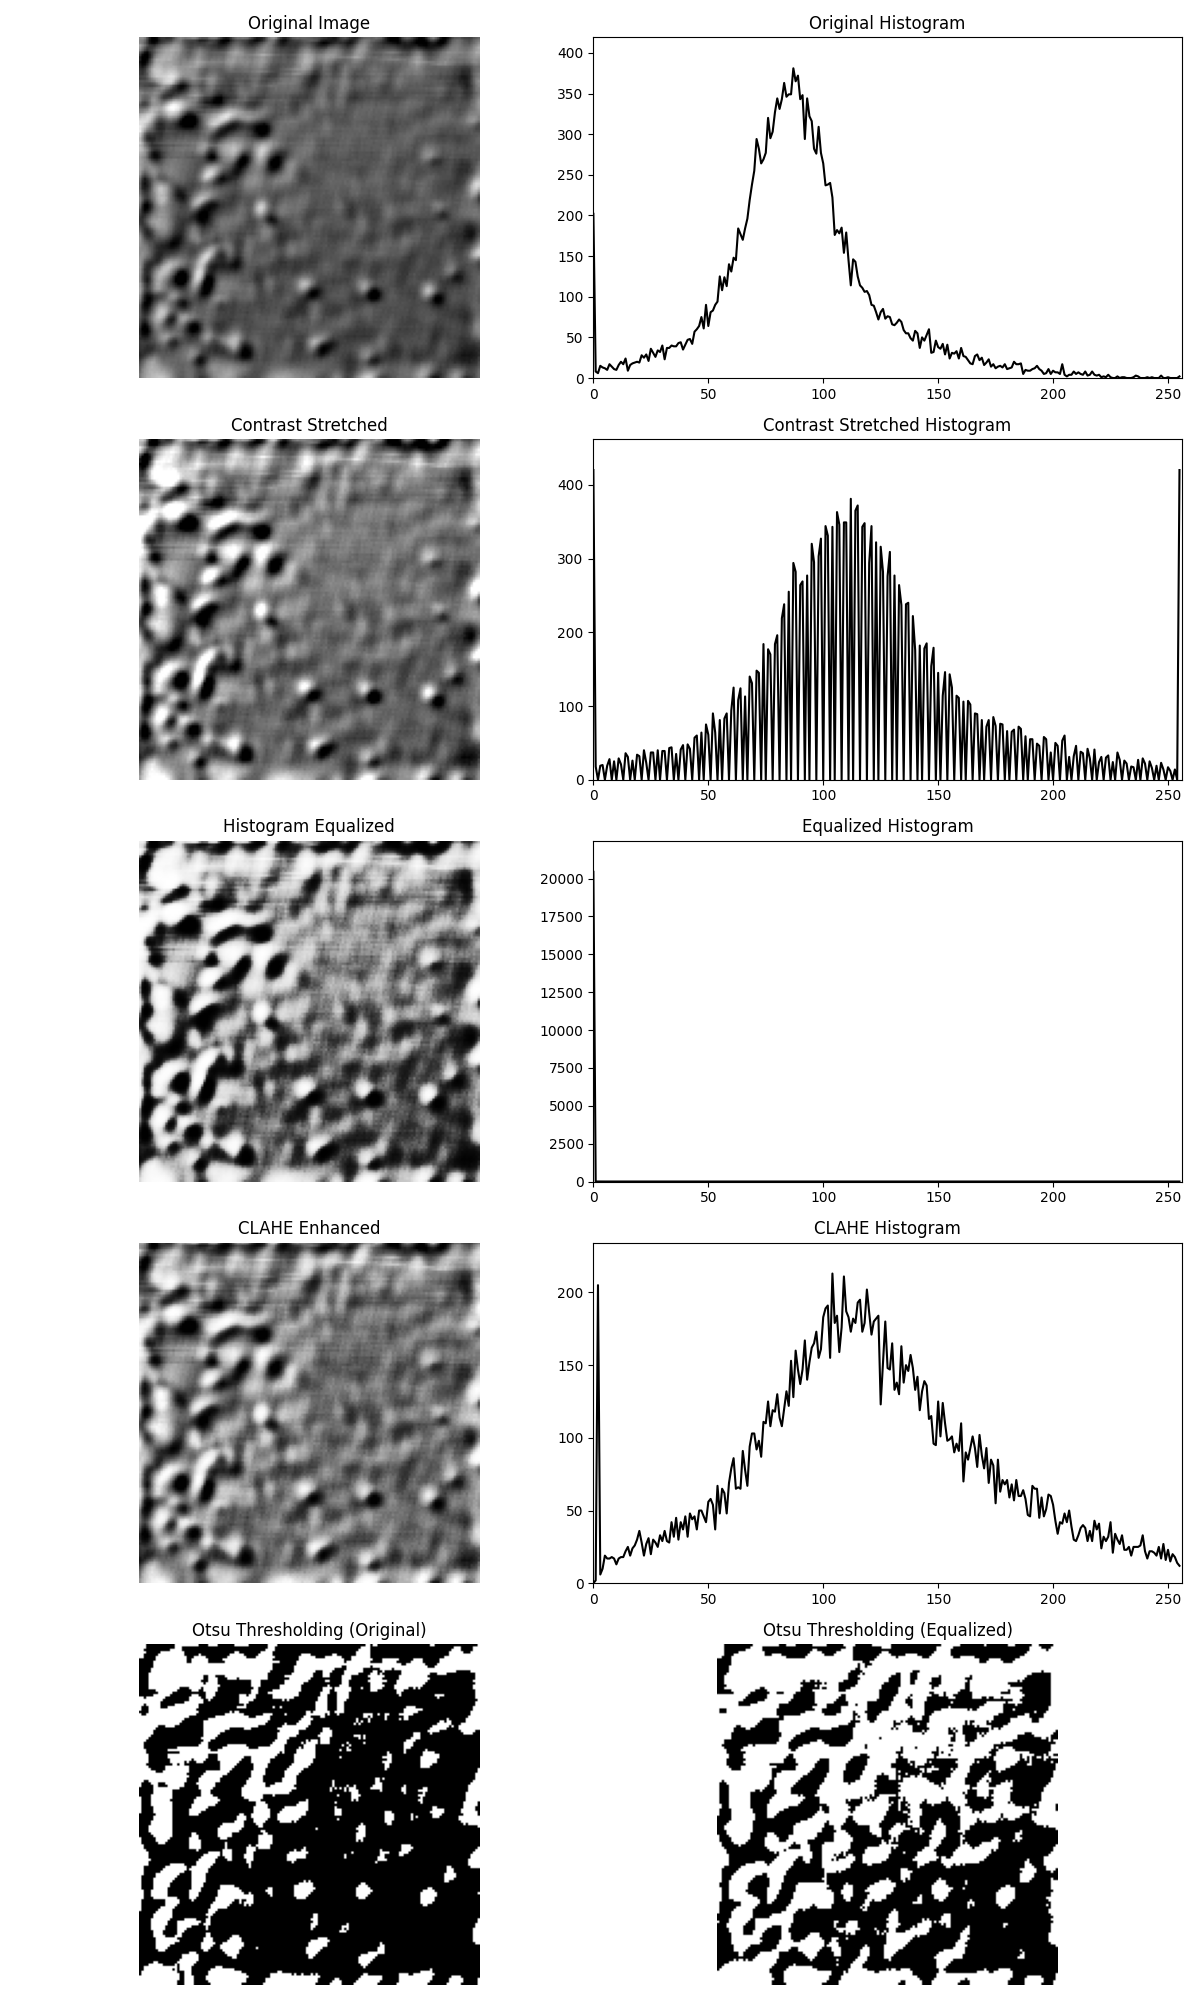 Original Image
Original Histogram
400
350
300
250
200
150
100
50
0
0 50 100 150 200 250
Contrast Stretched
Contrast Stretched Histogram
400
300
200
100
0
0 50 100 150 200 250
Histogram Equalized
Equalized Histogram
20000
17500
15000
12500
10000
7500
5000
2500
0
0 50 100 150 200 250
CLAHE Enhanced
CLAHE Histogram
200
150
100
50
0
0 50 100 150 200 250
Otsu Thresholding (Original)
Otsu Thresholding (Equalized)